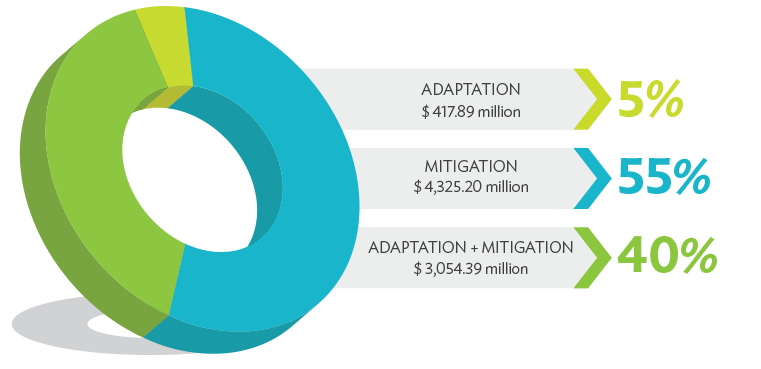 ADAPTATION
$ 417.89 million
5%
MITIGATION
$ 4,325.20 million
55%
ADAPTATION + MITIGATION
$ 3,054.39 million
40%